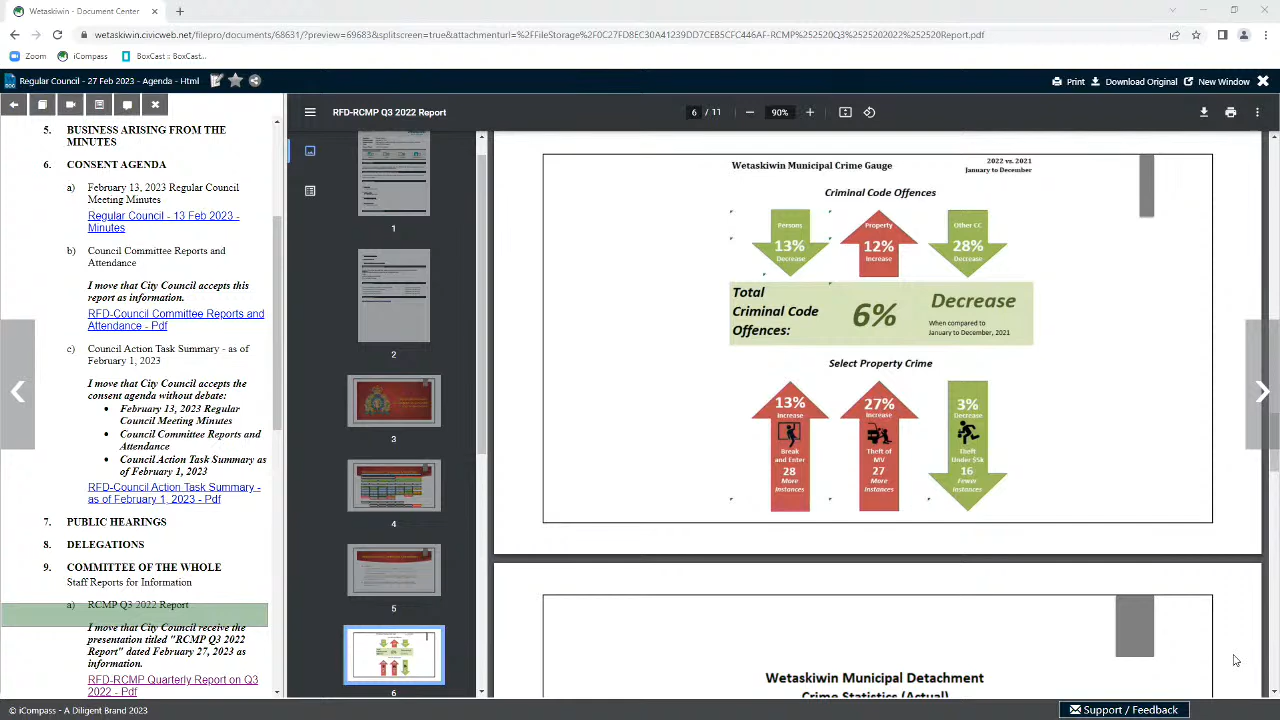 Wetaskiwin - Document Center
wetaskiwin.civicweb.net/filepro/documents/68631/?preview=69683&splitscreen=true&attachmenturl=%2FFileStorage%2F0C27FD8EC30A41239DD7CEB5CFC446AF-RCMP%2520Q3%25252022%252520Report.pdf
Zoom iCompass BoxCast :: BoxCast...
Regular Council - 27 Feb 2023 - Agenda - Html
Print Download Original New Window
RFD-RCMP Q3 2022 Report
6 / 11
90%
5. BUSINESS ARISING FROM THE
MINUTES
6. CONSENT AGENDA
a) February 13, 2023 Regular Council
Meeting Minutes
Regular Council - 13 Feb 2023 -
Minutes
b) Council Committee Reports and
Attendance
I move that City Council accepts this
report as information.
RFD-Council Committee Reports and
Attendance - Pdf
c) Council Action Task Summary - as of
February 1, 2023
I move that City Council accepts the
consent agenda without debate:
• February 13, 2023 Regular
Council Meeting Minutes
• Council Committee Reports and
Attendance
• Council Action Task Summary as
of February 1, 2023
RFD-Council Action Task Summary -
as of February 1, 2023 - Pdf
7. PUBLIC HEARINGS
8. DELEGATIONS
9. COMMITTEE OF THE WHOLE
Staff Reports for Information
a) RCMP Q3 2022 Report
I move that City Council receive the
presentation titled "RCMP Q3 2022
Report" dated February 27, 2023 as
information.
RFD-RCMP Quarterly Report on Q3
2022 - Pdf
1
2
3
4
5
6
Wetaskiwin Municipal Crime Gauge
2022 vs. 2021
January to December
Criminal Code Offences
Persons
13%
Decrease
Property
12%
Increase
Other CC
28%
Decrease
Total
Criminal Code
Offences:
6%
Decrease
When compared to
January to December, 2021
Select Property Crime
13%
Increase
Break
and Enter
28
More
Instances
27%
Increase
Theft of
MV
27
More
Instances
3%
Decrease
Theft
Under $5k
16
Fewer
Instances
Wetaskiwin Municipal Detachment
Crime Statistics (Actual)
© iCompass - A Diligent Brand 2023
Support / Feedback